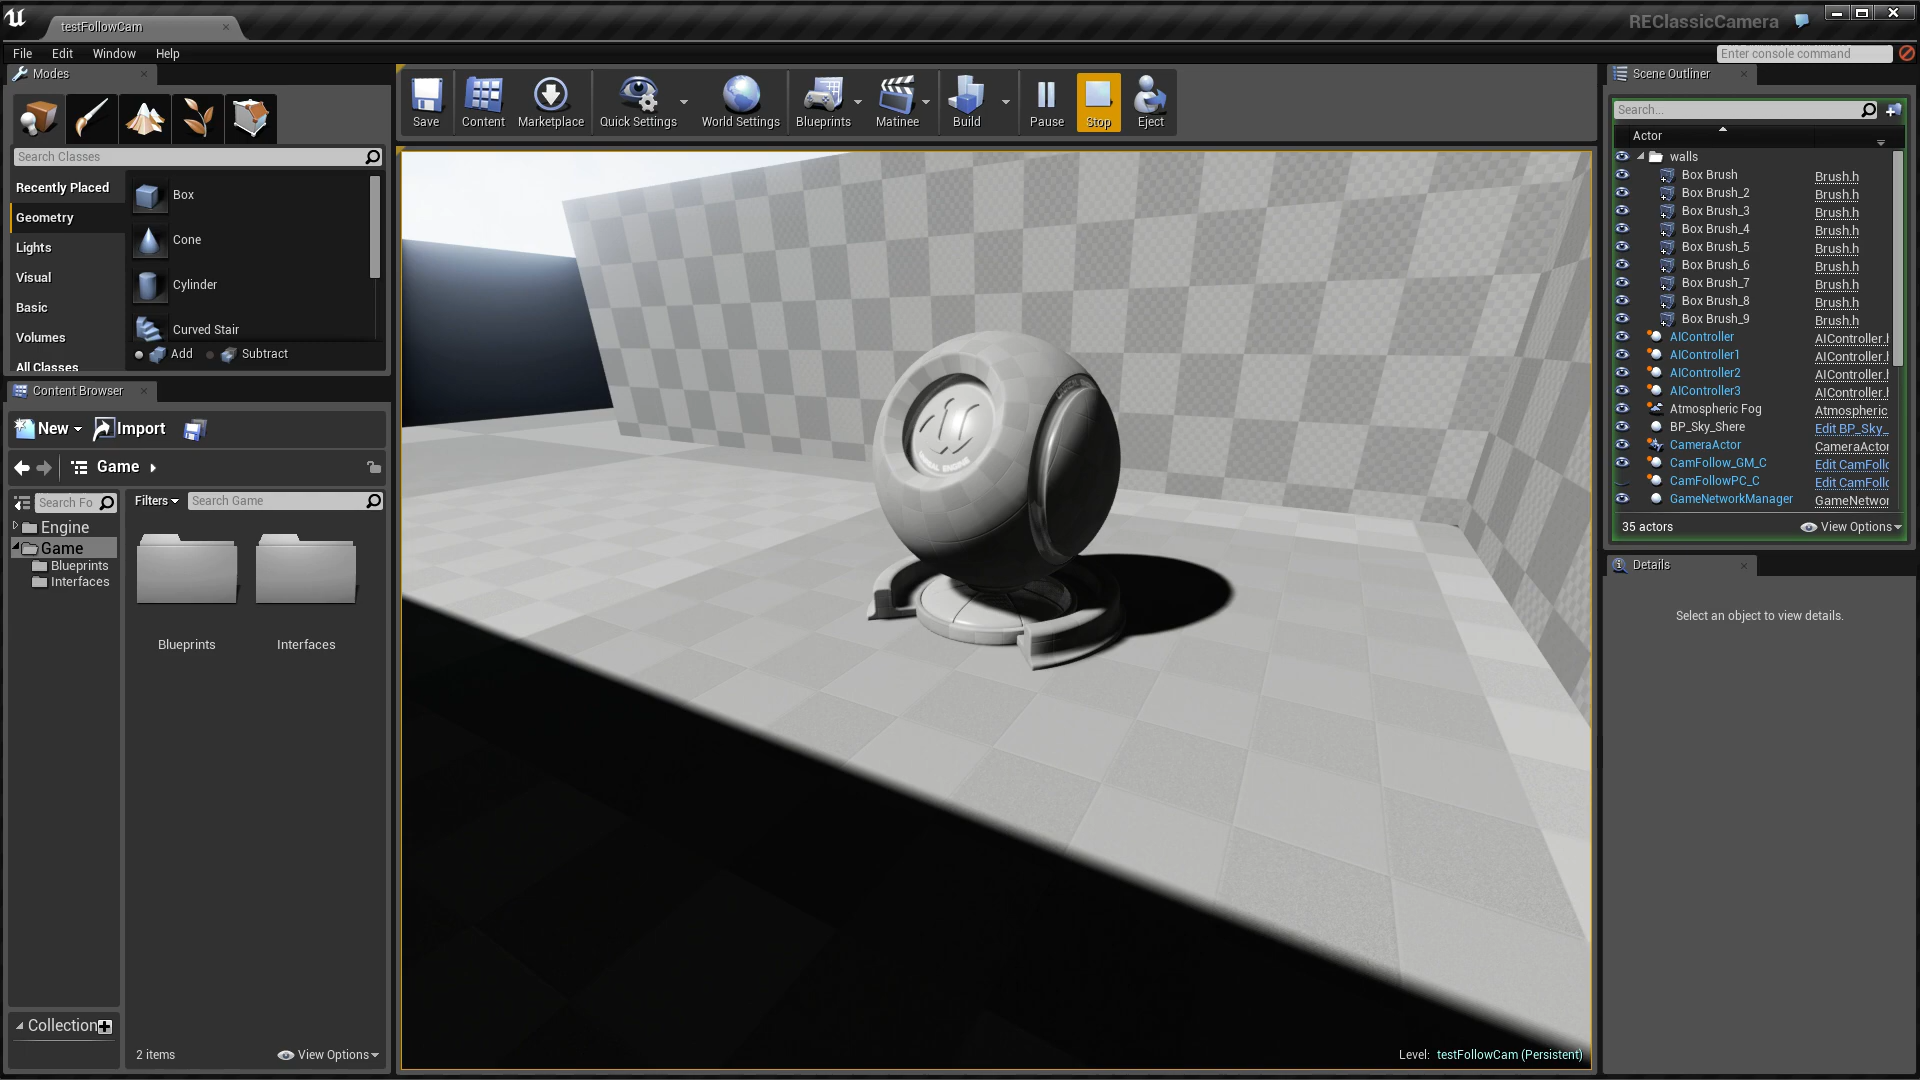 testFollowCam
REClassicCamera
File Edit Window Help
Enter console command
Modes
Search Classes
Recently Placed
Geometry
Lights
Visual
Basic
Volumes
All Classes
Box
Cone
Cylinder
Curved Stair
Add Subtract
Save
Content
Marketplace
Quick Settings
World Settings
Blueprints
Matinee
Build
Pause
Stop
Eject
Content Browser
New Import
Game
Search Fo
Filters
Search Game
Engine
Game
Blueprints
Interfaces
Blueprints
Interfaces
Collection
2 items
View Options
UNREAL ENGINE
Level: testFollowCam (Persistent)
Scene Outliner
Search...
Actor
walls
Box Brush Brush.h
Box Brush_2 Brush.h
Box Brush_3 Brush.h
Box Brush_4 Brush.h
Box Brush_5 Brush.h
Box Brush_6 Brush.h
Box Brush_7 Brush.h
Box Brush_8 Brush.h
Box Brush_9 Brush.h
AIController AIController.h
AIController1 AIController.h
AIController2 AIController.h
AIController3 AIController.h
Atmospheric Fog Atmospheric
BP_Sky_Shere Edit BP_Sky_
CameraActor CameraActor
CamFollow_GM_C Edit CamFollo
CamFollowPC_C Edit CamFollo
GameNetworkManager GameNetwor
35 actors
View Options
Details
Select an object to view details.